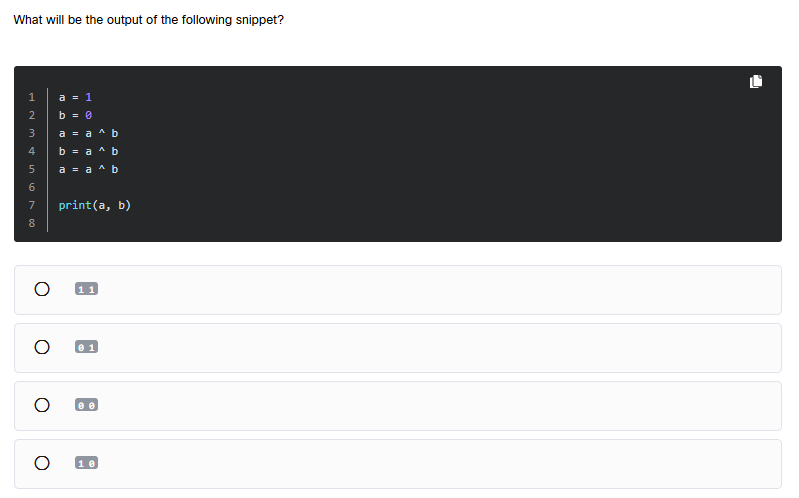 What will be the output of the following snippet?
1 a = 1
2 b = 0
3 a = a ^ b
4 b = a ^ b
5 a = a ^ b
6
7 print(a, b)
8
1 1
0 1
0 0
1 0